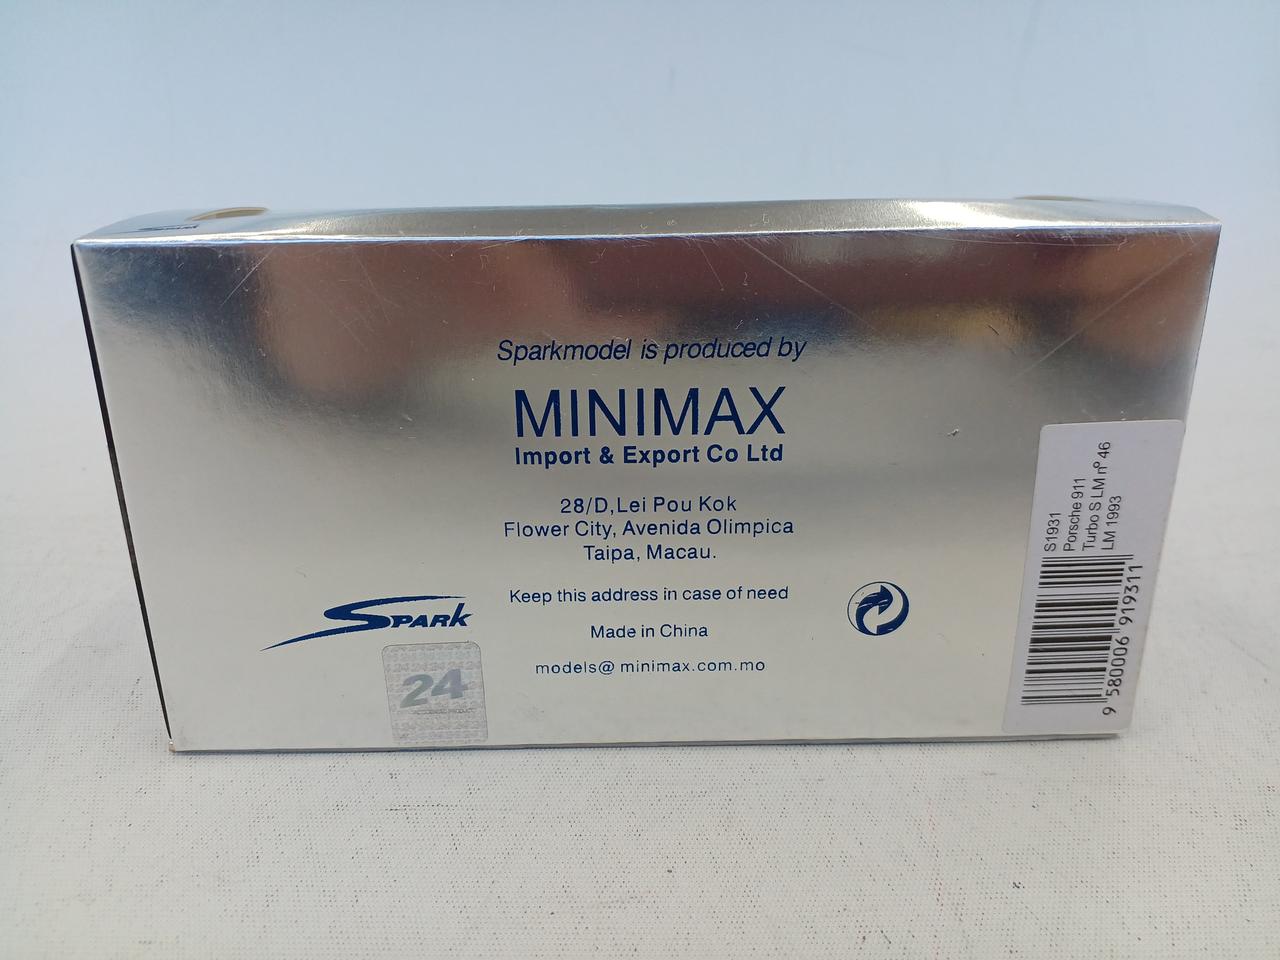 Spark
Sparkmodel is produced by
MINIMAX
Import & Export Co Ltd
28/D, Lei Pou Kok
Flower City, Avenida Olimpica
Taipa, Macau.
Keep this address in case of need
Made in China
models@minimax.com.mo
SPARK
24
S1931
Porsche 911
Turbo S LM nº 46
LM 1993
9 580006 919311